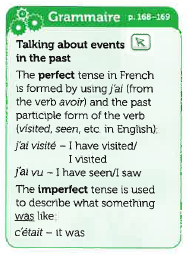 Grammaire p. 168–169
Talking about events
in the past
The perfect tense in French
is formed by using j'ai (from
the verb avoir) and the past
participle form of the verb
(visited, seen, etc. in English):
j'ai visité – I have visited/
I visited
j'ai vu – I have seen/I saw
The imperfect tense is used
to describe what something
was like:
c'était – it was